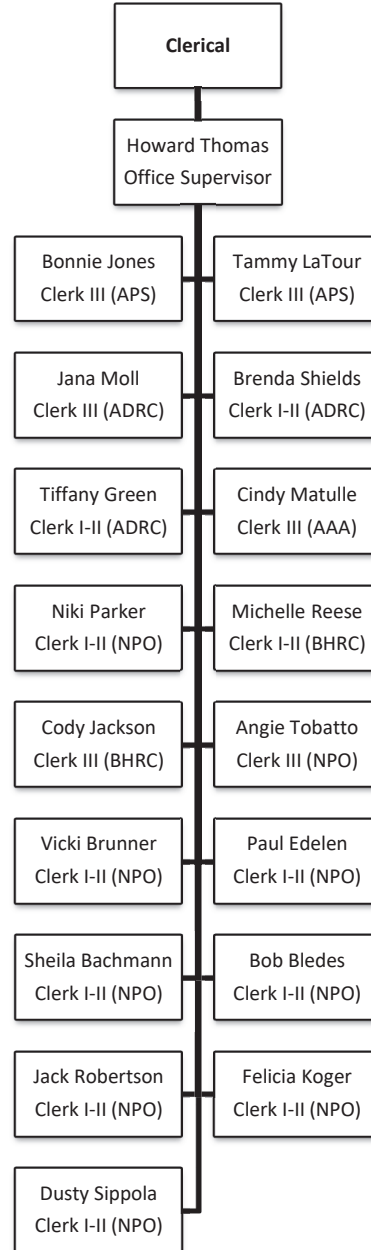 Clerical
Howard Thomas
Office Supervisor
Bonnie Jones
Clerk III (APS)
Tammy LaTour
Clerk III (APS)
Jana Moll
Clerk III (ADRC)
Brenda Shields
Clerk I-II (ADRC)
Tiffany Green
Clerk I-II (ADRC)
Cindy Matulle
Clerk III (AAA)
Niki Parker
Clerk I-II (NPO)
Michelle Reese
Clerk I-II (BHRC)
Cody Jackson
Clerk III (BHRC)
Angie Tobatto
Clerk III (NPO)
Vicki Brunner
Clerk I-II (NPO)
Paul Edelen
Clerk I-II (NPO)
Sheila Bachmann
Clerk I-II (NPO)
Bob Bledes
Clerk I-II (NPO)
Jack Robertson
Clerk I-II (NPO)
Felicia Koger
Clerk I-II (NPO)
Dusty Sippola
Clerk I-II (NPO)